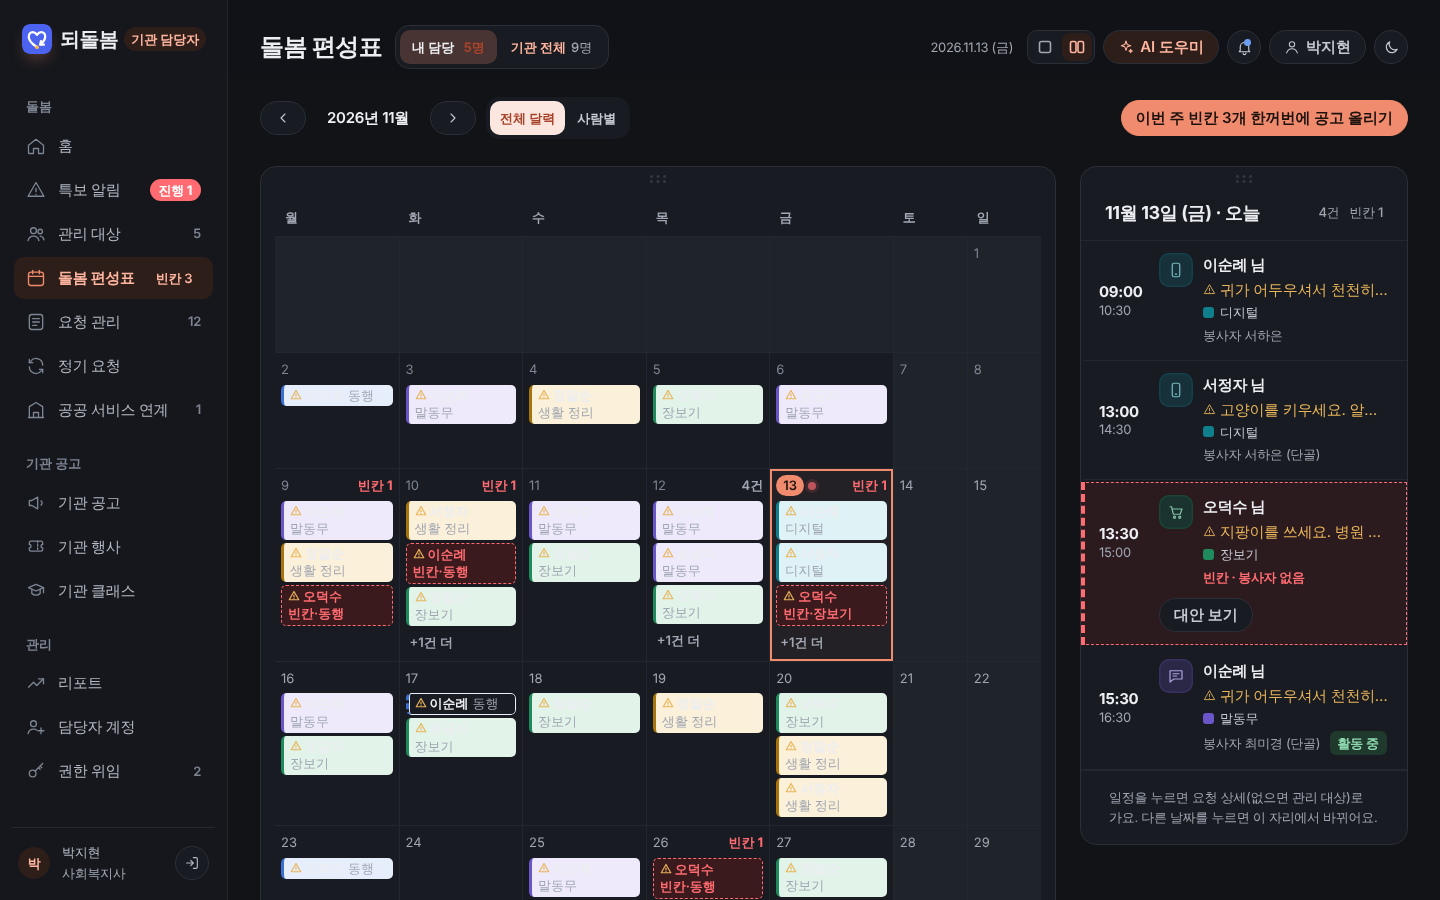 되돌봄 기관 담당자
돌봄
홈
특보 알림 진행 1
관리 대상 5
돌봄 편성표 빈칸 3
요청 관리 12
정기 요청
공공 서비스 연계 1
기관 공고
기관 공고
기관 행사
기관 클래스
관리
리포트
담당자 계정
권한 위임 2
박 박지현
사회복지사
돌봄 편성표 내 담당 5명 기관 전체 9명
2026.11.13 (금) AI 도우미 박지현
2026년 11월 전체 달력 사람별
이번 주 빈칸 3개 한꺼번에 공고 올리기
월 화 수 목 금 토 일
1
2 3 4 5 6 7 8
동행
말동무
생활 정리
장보기
말동무
9 빈칸 1 10 빈칸 1 11 12 4건 13 빈칸 1 14 15
말동무
생활 정리
오덕수
빈칸·동행
생활 정리
이순례
빈칸·동행
장보기
+1건 더
말동무
장보기
말동무
말동무
장보기
+1건 더
디지털
디지털
오덕수
빈칸·장보기
+1건 더
16 17 18 19 20 21 22
말동무
장보기
이순례 동행
장보기
장보기
생활 정리
장보기
생활 정리
생활 정리
23 24 25 26 빈칸 1 27 28 29
동행
말동무
오덕수
빈칸·동행
장보기
11월 13일 (금) · 오늘 4건 빈칸 1
09:00
10:30
이순례 님
귀가 어두우셔서 천천히...
디지털
봉사자 서하은
13:00
14:30
서정자 님
고양이를 키우세요. 알...
디지털
봉사자 서하은 (단골)
13:30
15:00
오덕수 님
지팡이를 쓰세요. 병원 ...
장보기
빈칸 · 봉사자 없음
대안 보기
15:30
16:30
이순례 님
귀가 어두우셔서 천천히...
말동무
봉사자 최미경 (단골) 활동 중
일정을 누르면 요청 상세(없으면 관리 대상)로
가요. 다른 날짜를 누르면 이 자리에서 바뀌어요.